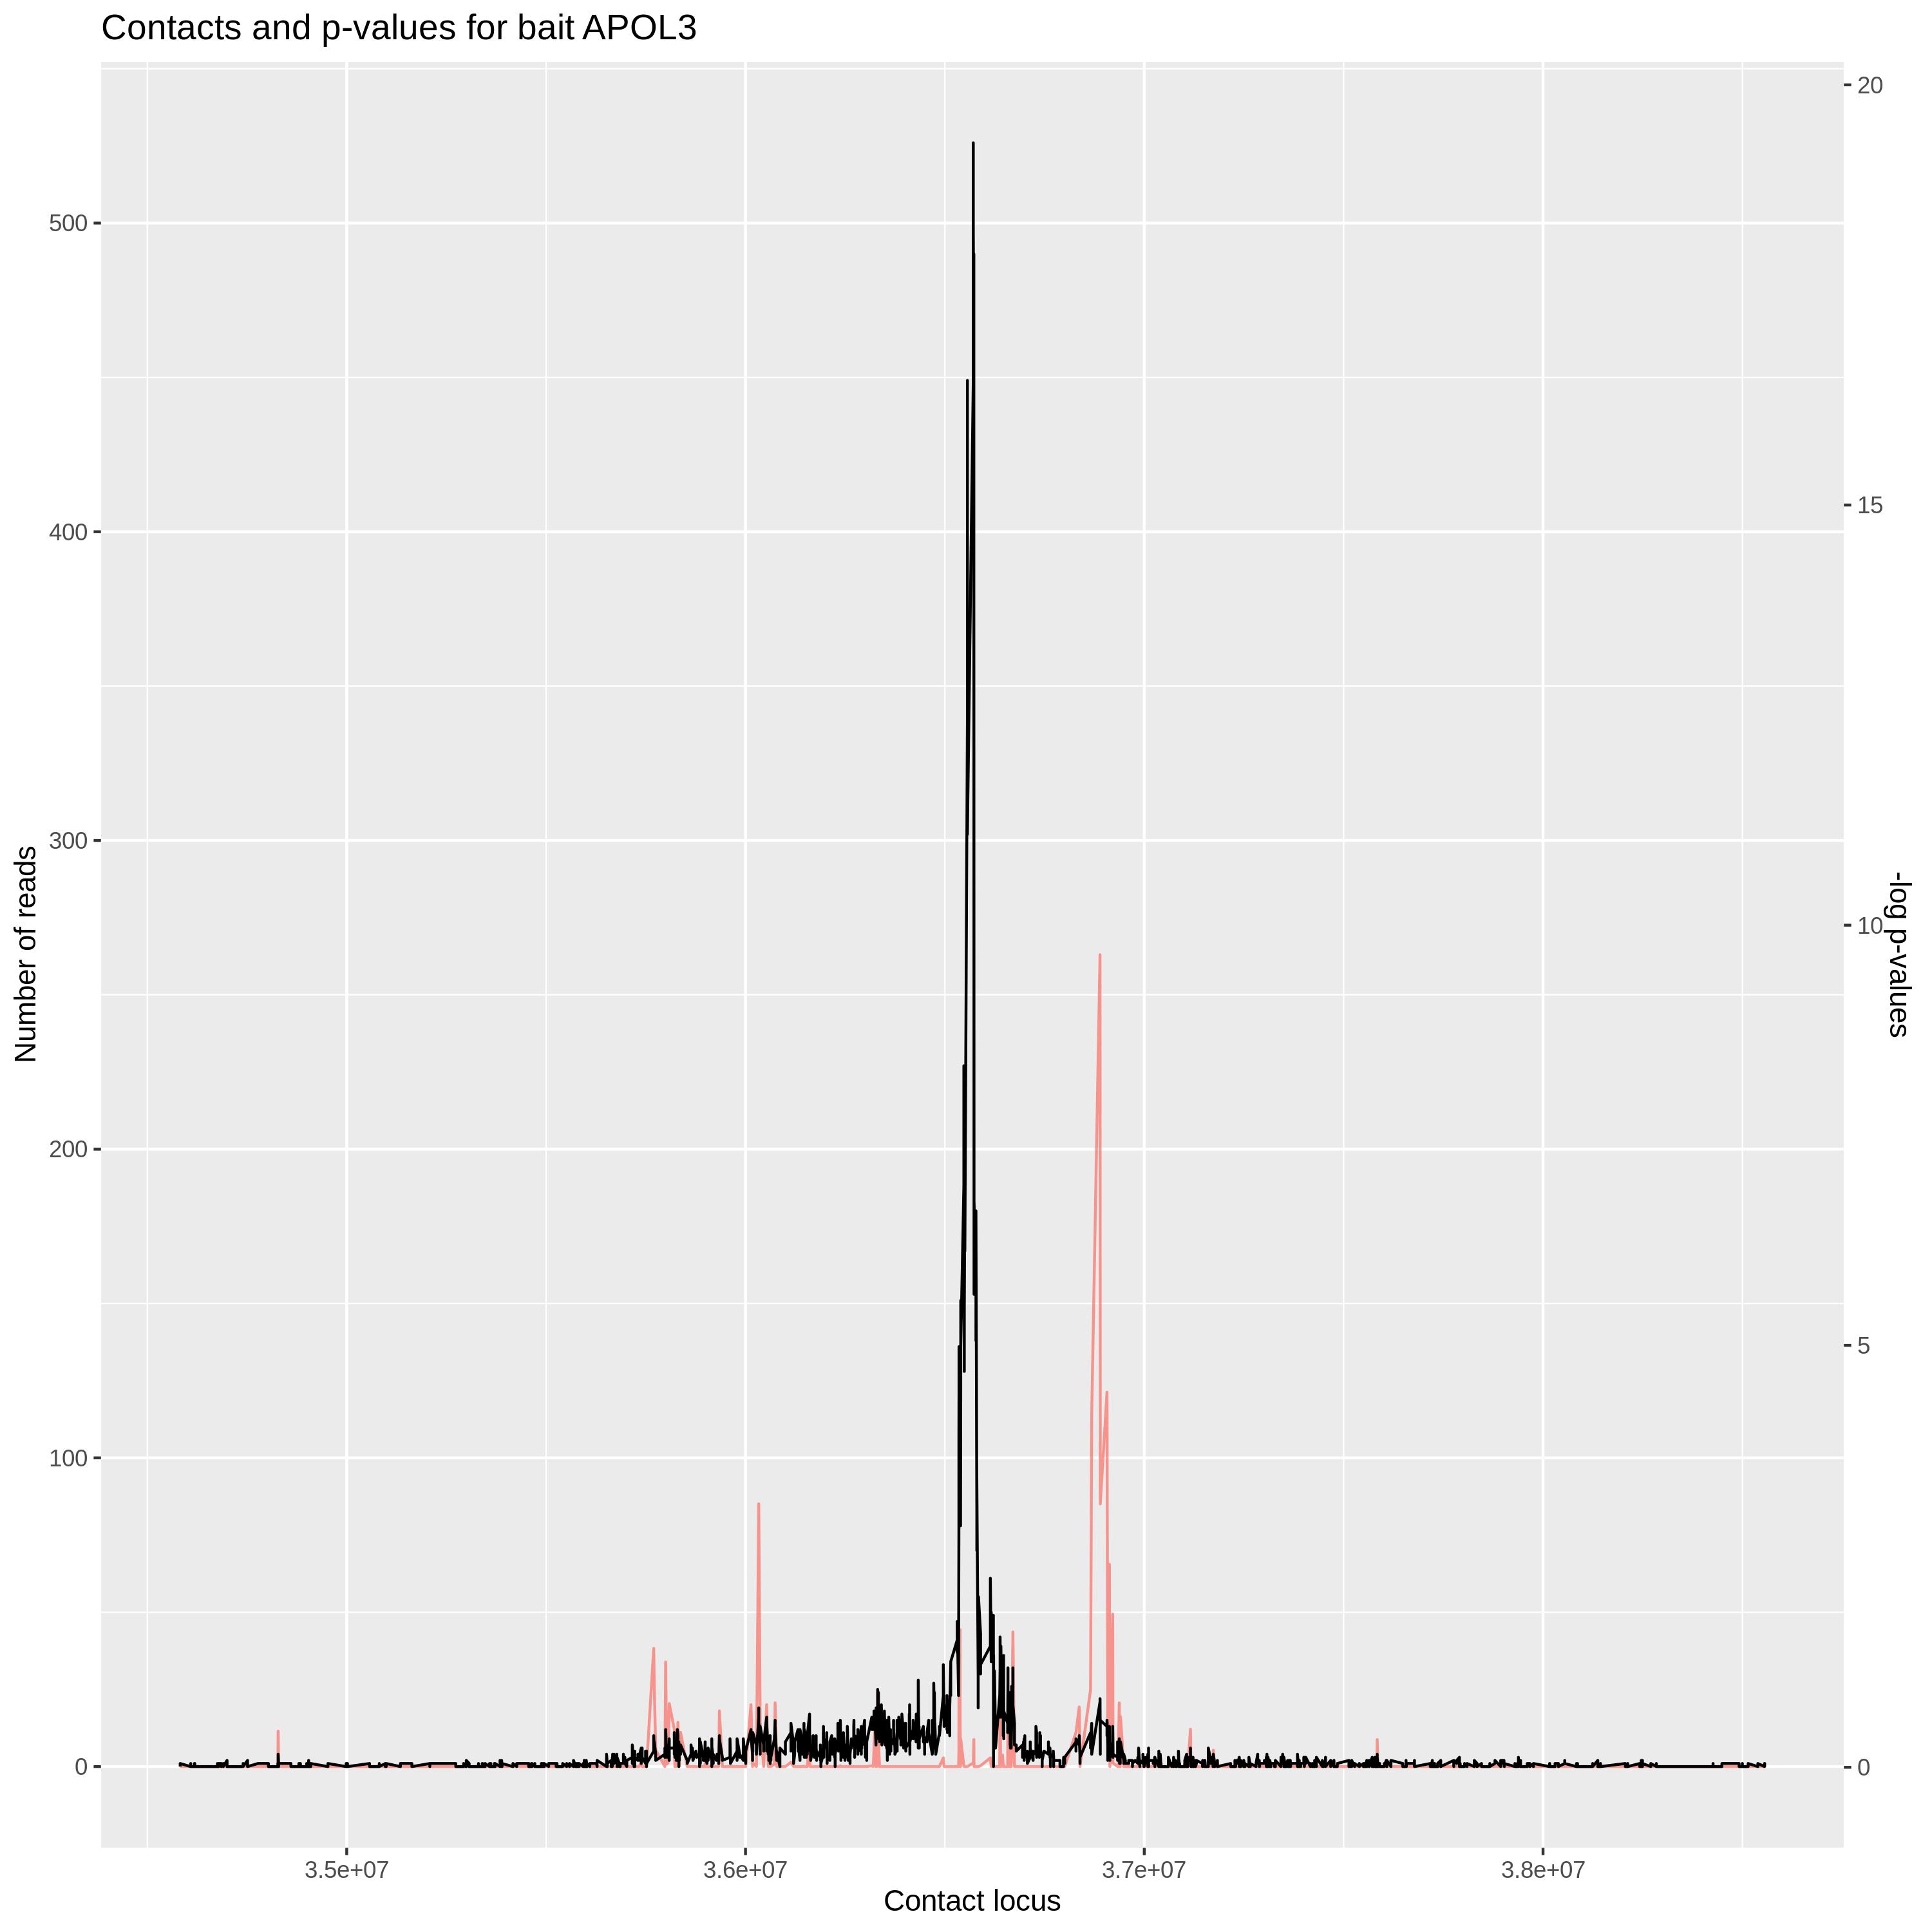 Contacts and p-values for bait APOL3
Number of reads
500
400
300
200
100
0
20
15
10
5
0
-log p-values
3.5e+07
3.6e+07
3.7e+07
3.8e+07
Contact locus